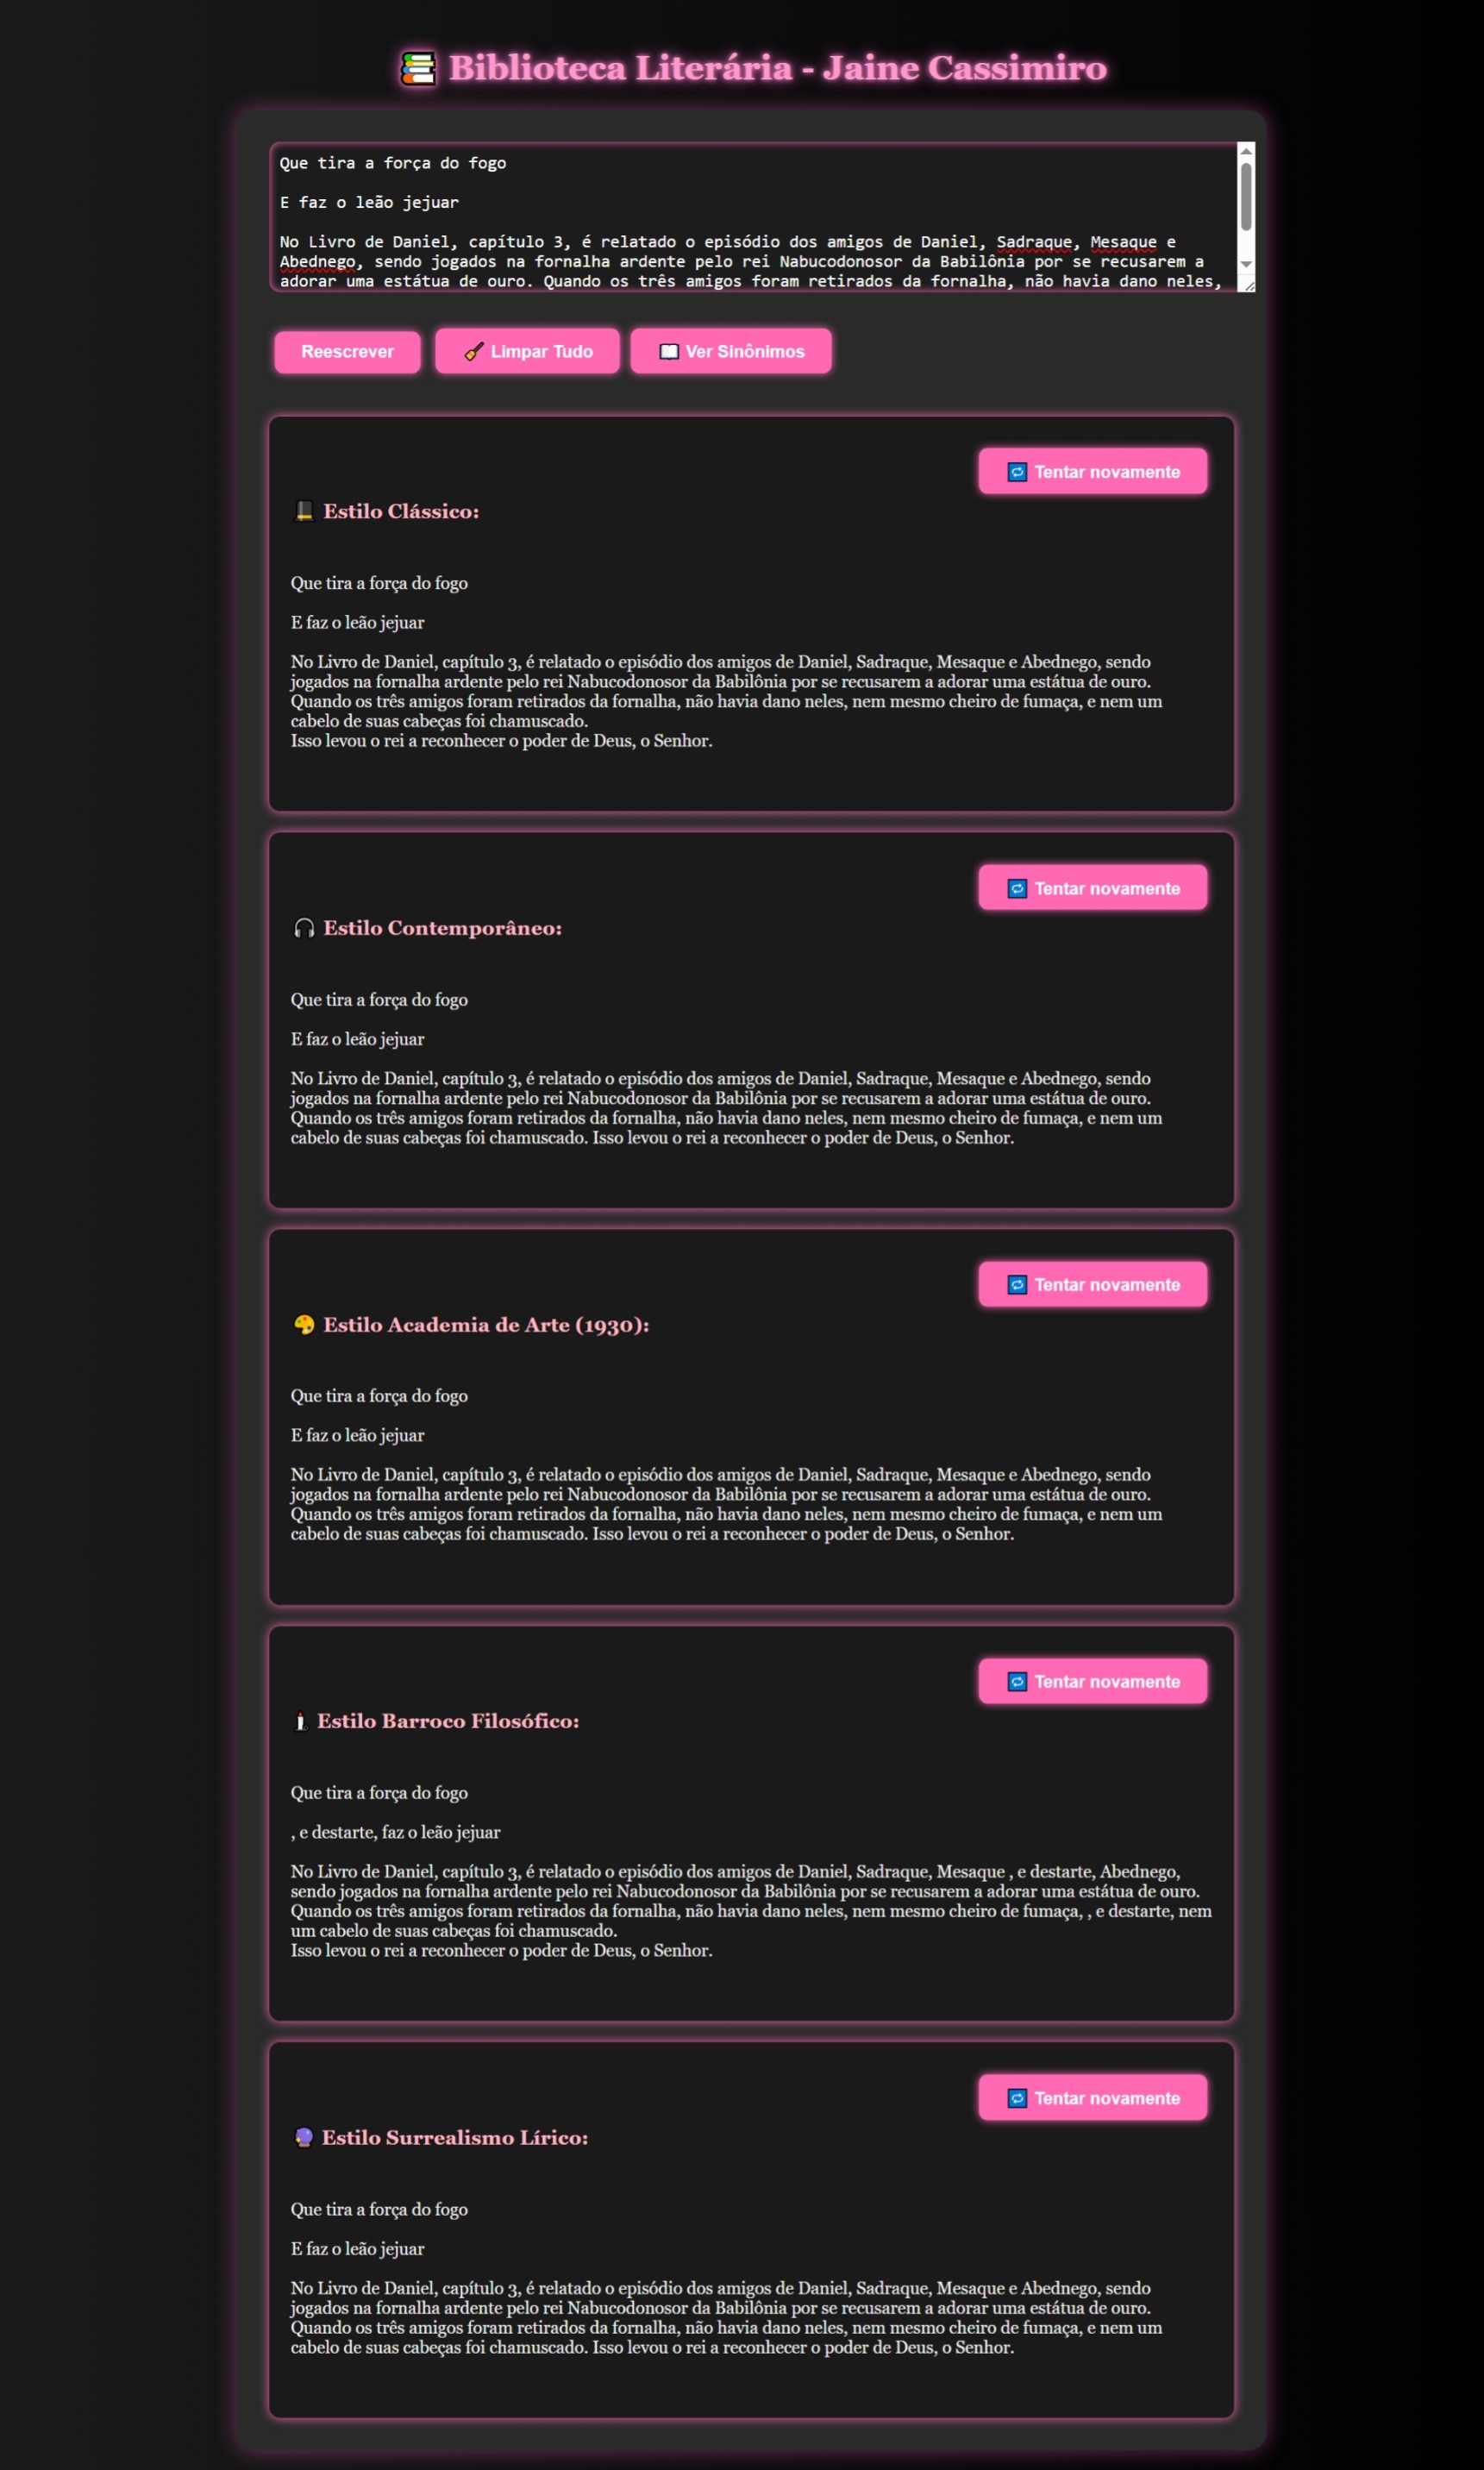 Biblioteca Literária - Jaine Cassimiro
Que tira a força do fogo
E faz o leão jejuar
No Livro de Daniel, capítulo 3, é relatado o episódio dos amigos de Daniel, Sadraque, Mesaque e
Abednego, sendo jogados na fornalha ardente pelo rei Nabucodonosor da Babilônia por se recusarem a
adorar uma estátua de ouro. Quando os três amigos foram retirados da fornalha, não havia dano neles,
Reescrever
Limpar Tudo
Ver Sinônimos
Tentar novamente
Estilo Clássico:
Que tira a força do fogo
E faz o leão jejuar
No Livro de Daniel, capítulo 3, é relatado o episódio dos amigos de Daniel, Sadraque, Mesaque e Abednego, sendo
jogados na fornalha ardente pelo rei Nabucodonosor da Babilônia por se recusarem a adorar uma estátua de ouro.
Quando os três amigos foram retirados da fornalha, não havia dano neles, nem mesmo cheiro de fumaça, e nem um
cabelo de suas cabeças foi chamuscado.
Isso levou o rei a reconhecer o poder de Deus, o Senhor.
Tentar novamente
Estilo Contemporâneo:
Que tira a força do fogo
E faz o leão jejuar
No Livro de Daniel, capítulo 3, é relatado o episódio dos amigos de Daniel, Sadraque, Mesaque e Abednego, sendo
jogados na fornalha ardente pelo rei Nabucodonosor da Babilônia por se recusarem a adorar uma estátua de ouro.
Quando os três amigos foram retirados da fornalha, não havia dano neles, nem mesmo cheiro de fumaça, e nem um
cabelo de suas cabeças foi chamuscado. Isso levou o rei a reconhecer o poder de Deus, o Senhor.
Tentar novamente
Estilo Academia de Arte (1930):
Que tira a força do fogo
E faz o leão jejuar
No Livro de Daniel, capítulo 3, é relatado o episódio dos amigos de Daniel, Sadraque, Mesaque e Abednego, sendo
jogados na fornalha ardente pelo rei Nabucodonosor da Babilônia por se recusarem a adorar uma estátua de ouro.
Quando os três amigos foram retirados da fornalha, não havia dano neles, nem mesmo cheiro de fumaça, e nem um
cabelo de suas cabeças foi chamuscado. Isso levou o rei a reconhecer o poder de Deus, o Senhor.
Tentar novamente
Estilo Barroco Filosófico:
Que tira a força do fogo
, e destarte, faz o leão jejuar
No Livro de Daniel, capítulo 3, é relatado o episódio dos amigos de Daniel, Sadraque, Mesaque , e destarte, Abednego,
sendo jogados na fornalha ardente pelo rei Nabucodonosor da Babilônia por se recusarem a adorar uma estátua de ouro.
Quando os três amigos foram retirados da fornalha, não havia dano neles, nem mesmo cheiro de fumaça, , e destarte, nem
um cabelo de suas cabeças foi chamuscado.
Isso levou o rei a reconhecer o poder de Deus, o Senhor.
Tentar novamente
Estilo Surrealismo Lírico:
Que tira a força do fogo
E faz o leão jejuar
No Livro de Daniel, capítulo 3, é relatado o episódio dos amigos de Daniel, Sadraque, Mesaque e Abednego, sendo
jogados na fornalha ardente pelo rei Nabucodonosor da Babilônia por se recusarem a adorar uma estátua de ouro.
Quando os três amigos foram retirados da fornalha, não havia dano neles, nem mesmo cheiro de fumaça, e nem um
cabelo de suas cabeças foi chamuscado. Isso levou o rei a reconhecer o poder de Deus, o Senhor.